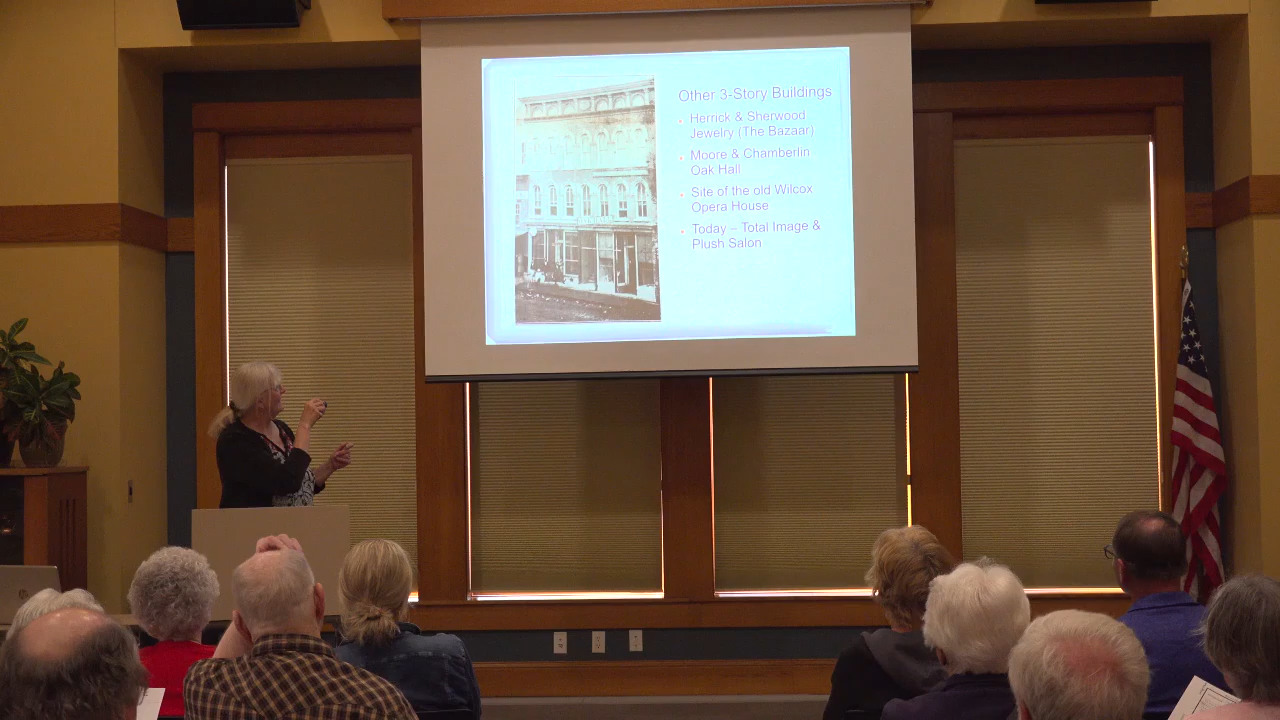 Other 3-Story Buildings
Herrick & Sherwood
Jewelry (The Bazaar)
Moore & Chamberlin
Oak Hall
Site of the old Wilcox
Opera House
Today – Total Image &
Plush Salon